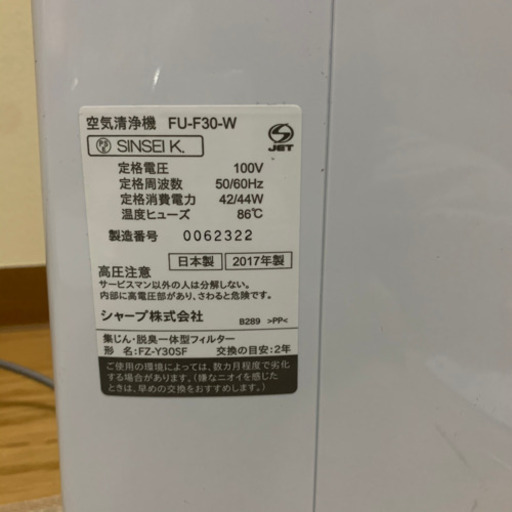 空気清浄機 FU-F30-W
SINSEI K.
JET
定格電圧 100V
定格周波数 50/60Hz
定格消費電力 42/44W
温度ヒューズ 86℃
製造番号 0062322
日本製 2017年製
高圧注意
サービスマン以外の人は分解しない。
内部に高電圧部があり、さわると危険です。
シャープ株式会社 B289 >PP<
集じん・脱臭一体型フィルター
形 名:FZ-Y30SF 交換の目安:2年
ご使用の環境によっては、数カ月程度で劣化
する場合があります。(嫌なニオイを感じた
ときは、早めの交換をおすすめします。)